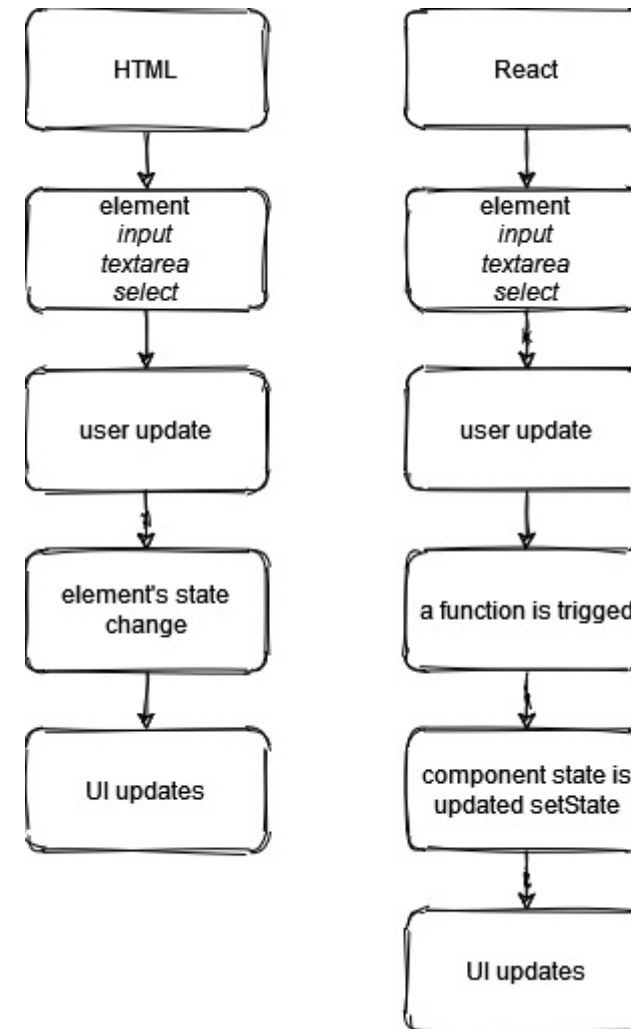 HTML
element
input
textarea
select
user update
element's state
change
UI updates
React
element
input
textarea
select
user update
a function is trigged
component state is
updated setState
UI updates